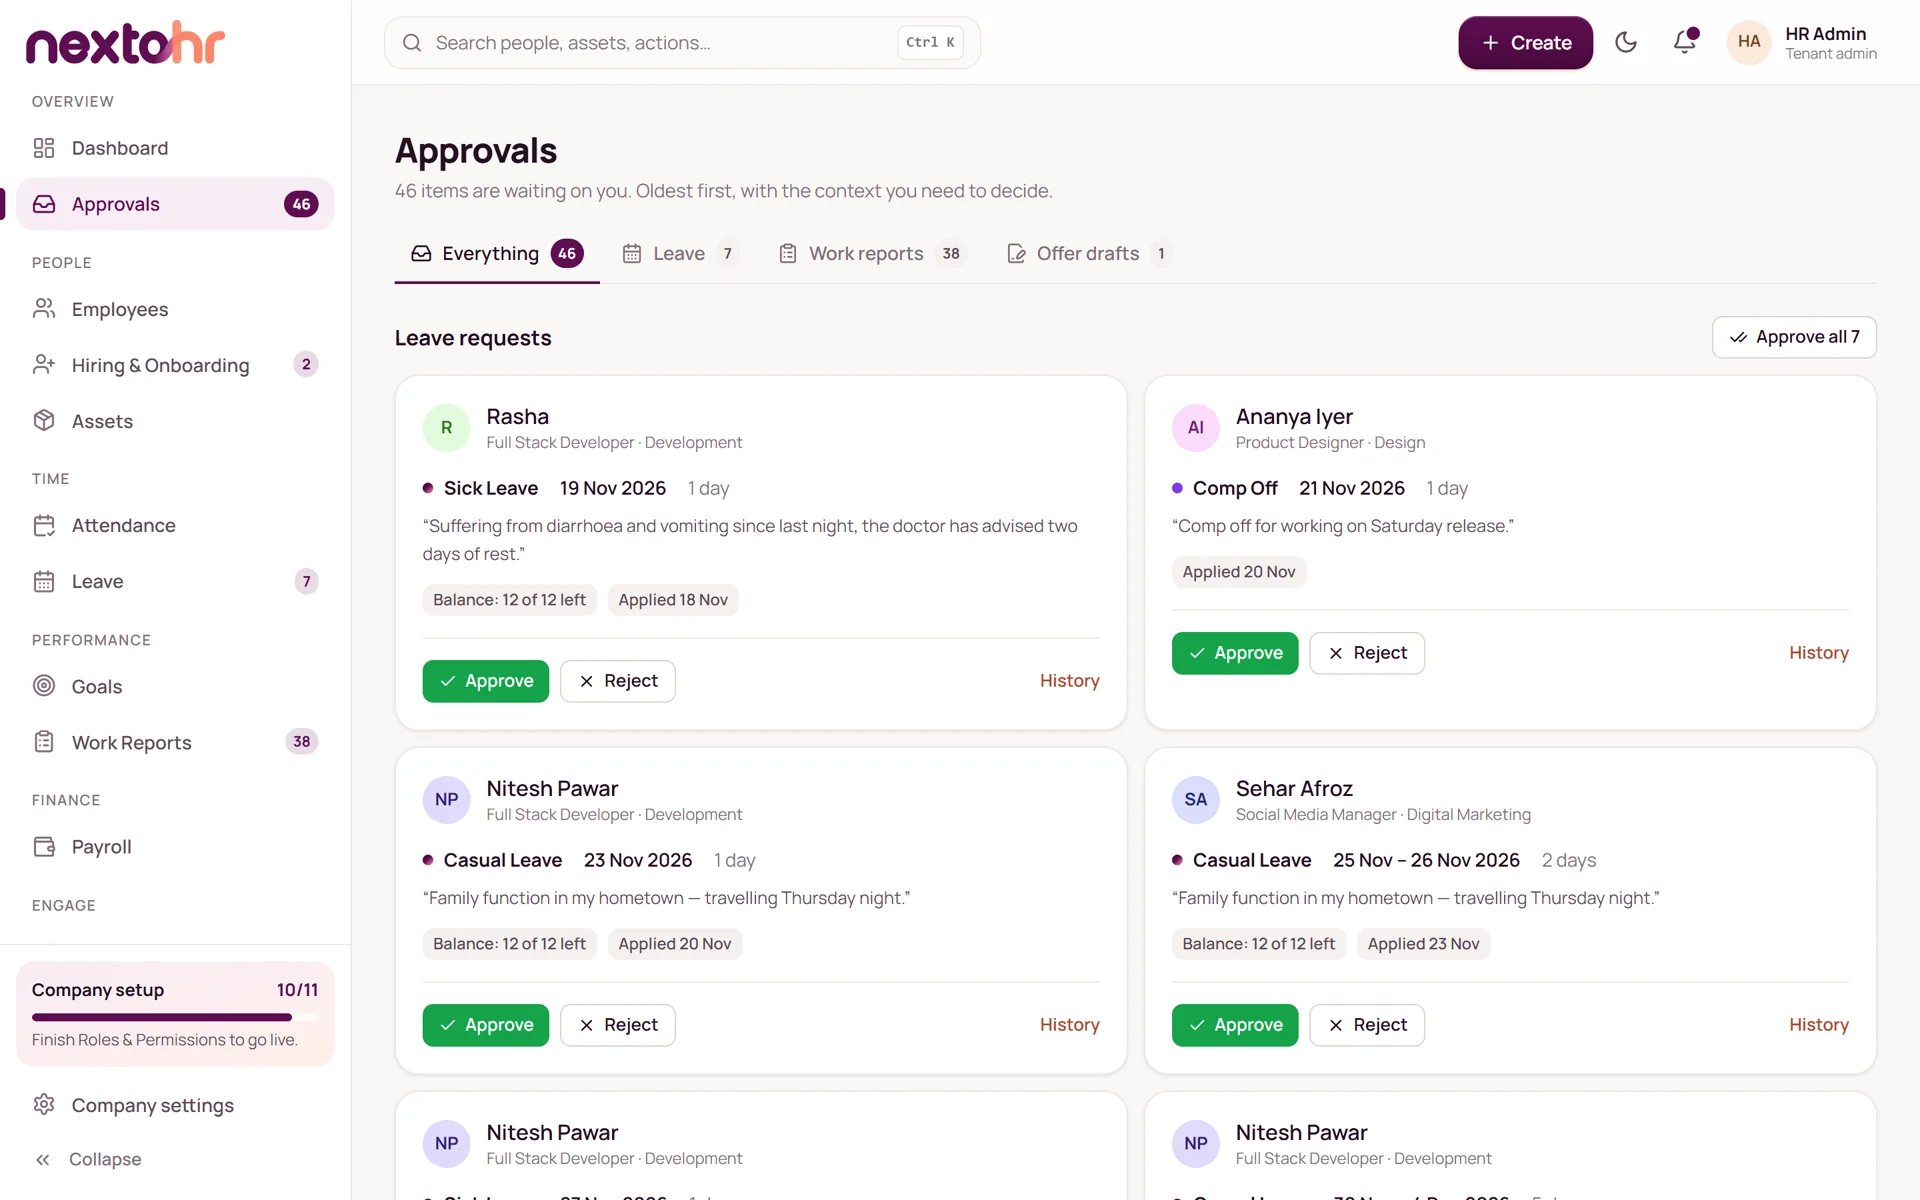 nextohr
OVERVIEW
Dashboard
Approvals 46
PEOPLE
Employees
Hiring & Onboarding 2
Assets
TIME
Attendance
Leave 7
PERFORMANCE
Goals
Work Reports 38
FINANCE
Payroll
ENGAGE
Company setup 10/11
Finish Roles & Permissions to go live.
Company settings
Collapse
Search people, assets, actions... Ctrl K
Create
HA
HR Admin
Tenant admin
Approvals
46 items are waiting on you. Oldest first, with the context you need to decide.
Everything 46 Leave 7 Work reports 38 Offer drafts 1
Leave requests
Approve all 7
R
Rasha
Full Stack Developer · Development
Sick Leave 19 Nov 2026 1 day
“Suffering from diarrhoea and vomiting since last night, the doctor has advised two
days of rest.”
Balance: 12 of 12 left Applied 18 Nov
Approve Reject History
AI
Ananya Iyer
Product Designer · Design
Comp Off 21 Nov 2026 1 day
“Comp off for working on Saturday release.”
Applied 20 Nov
Approve Reject History
NP
Nitesh Pawar
Full Stack Developer · Development
Casual Leave 23 Nov 2026 1 day
“Family function in my hometown — travelling Thursday night.”
Balance: 12 of 12 left Applied 20 Nov
Approve Reject History
SA
Sehar Afroz
Social Media Manager · Digital Marketing
Casual Leave 25 Nov – 26 Nov 2026 2 days
“Family function in my hometown — travelling Thursday night.”
Balance: 12 of 12 left Applied 23 Nov
Approve Reject History
NP
Nitesh Pawar
Full Stack Developer · Development
NP
Nitesh Pawar
Full Stack Developer · Development